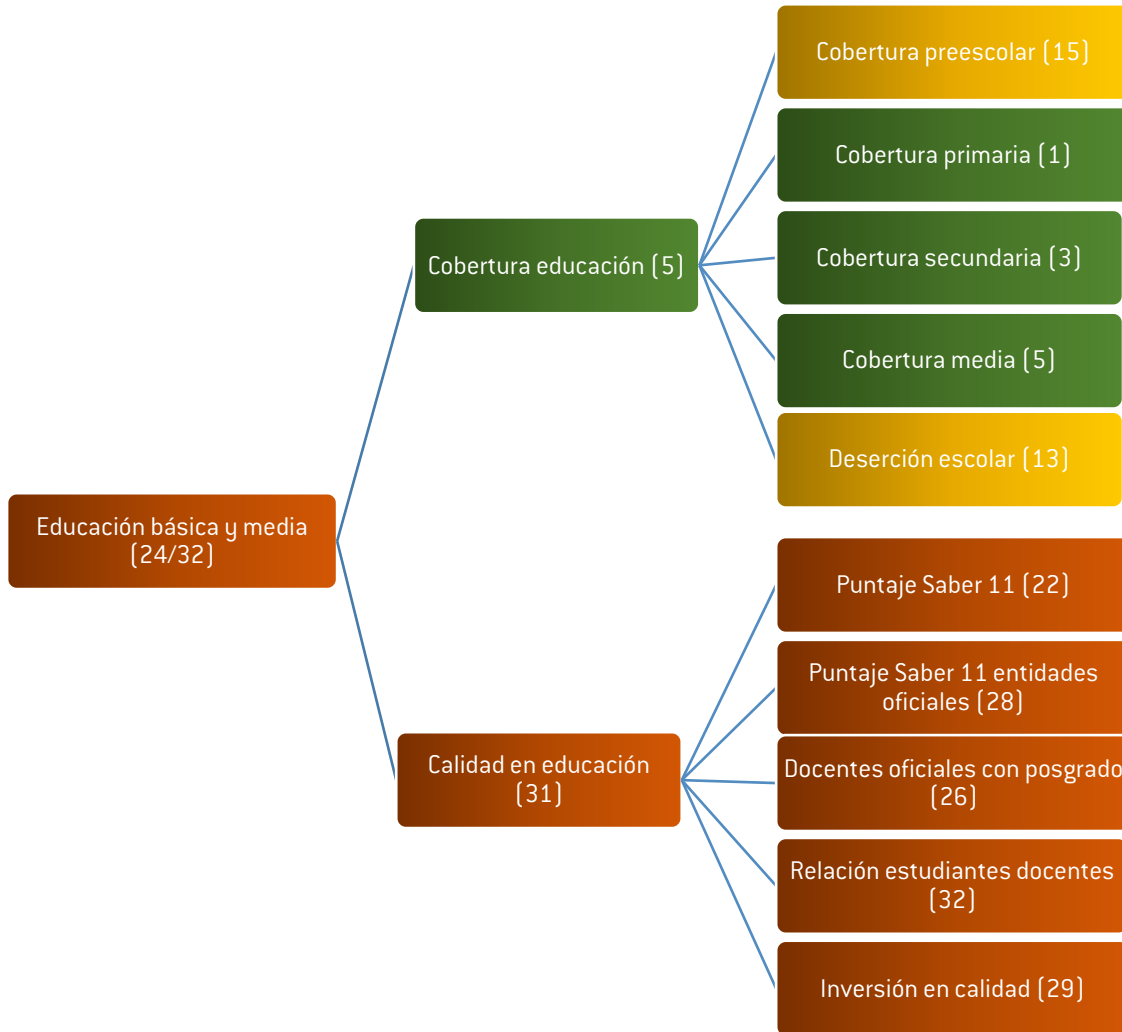 Cobertura preescolar (15)
Cobertura primaria (1)
Cobertura educación (5)
Cobertura secundaria (3)
Cobertura media (5)
Deserción escolar (13)
Educación básica y media
(24/32)
Puntaje Saber 11 (22)
Puntaje Saber 11 entidades
oficiales (28)
Calidad en educación
(31)
Docentes oficiales con posgrado
(26)
Relación estudiantes docentes
(32)
Inversión en calidad (29)